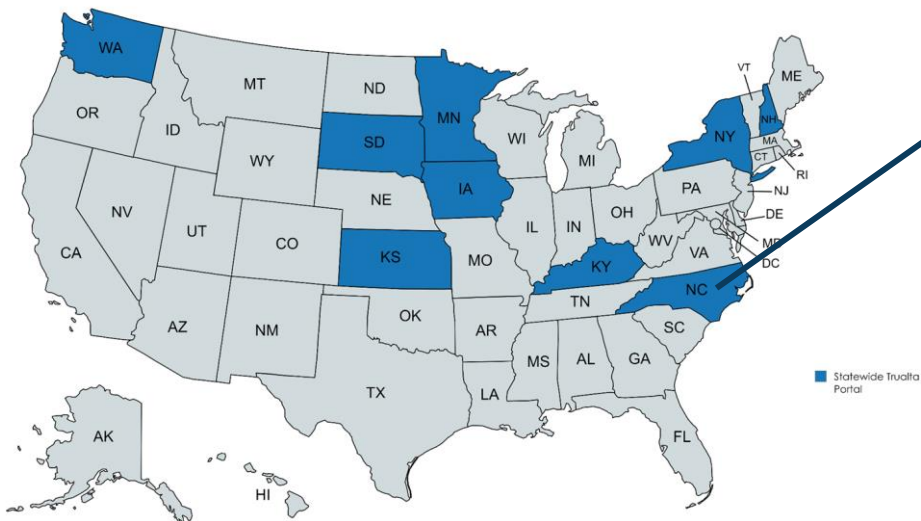 WA
MT
ND
MN
VT
ME
OR
ID
SD
WI
NY
NH
MA
WY
MI
CT
RI
IA
PA
NJ
NE
NV
OH
DE
IL
IN
UT
CO
WV
MD
CA
KS
MO
KY
VA
DC
NC
TN
OK
AZ
NM
AR
SC
MS
AL
GA
TX
LA
Statewide Trualta
Portal
FL
AK
HI